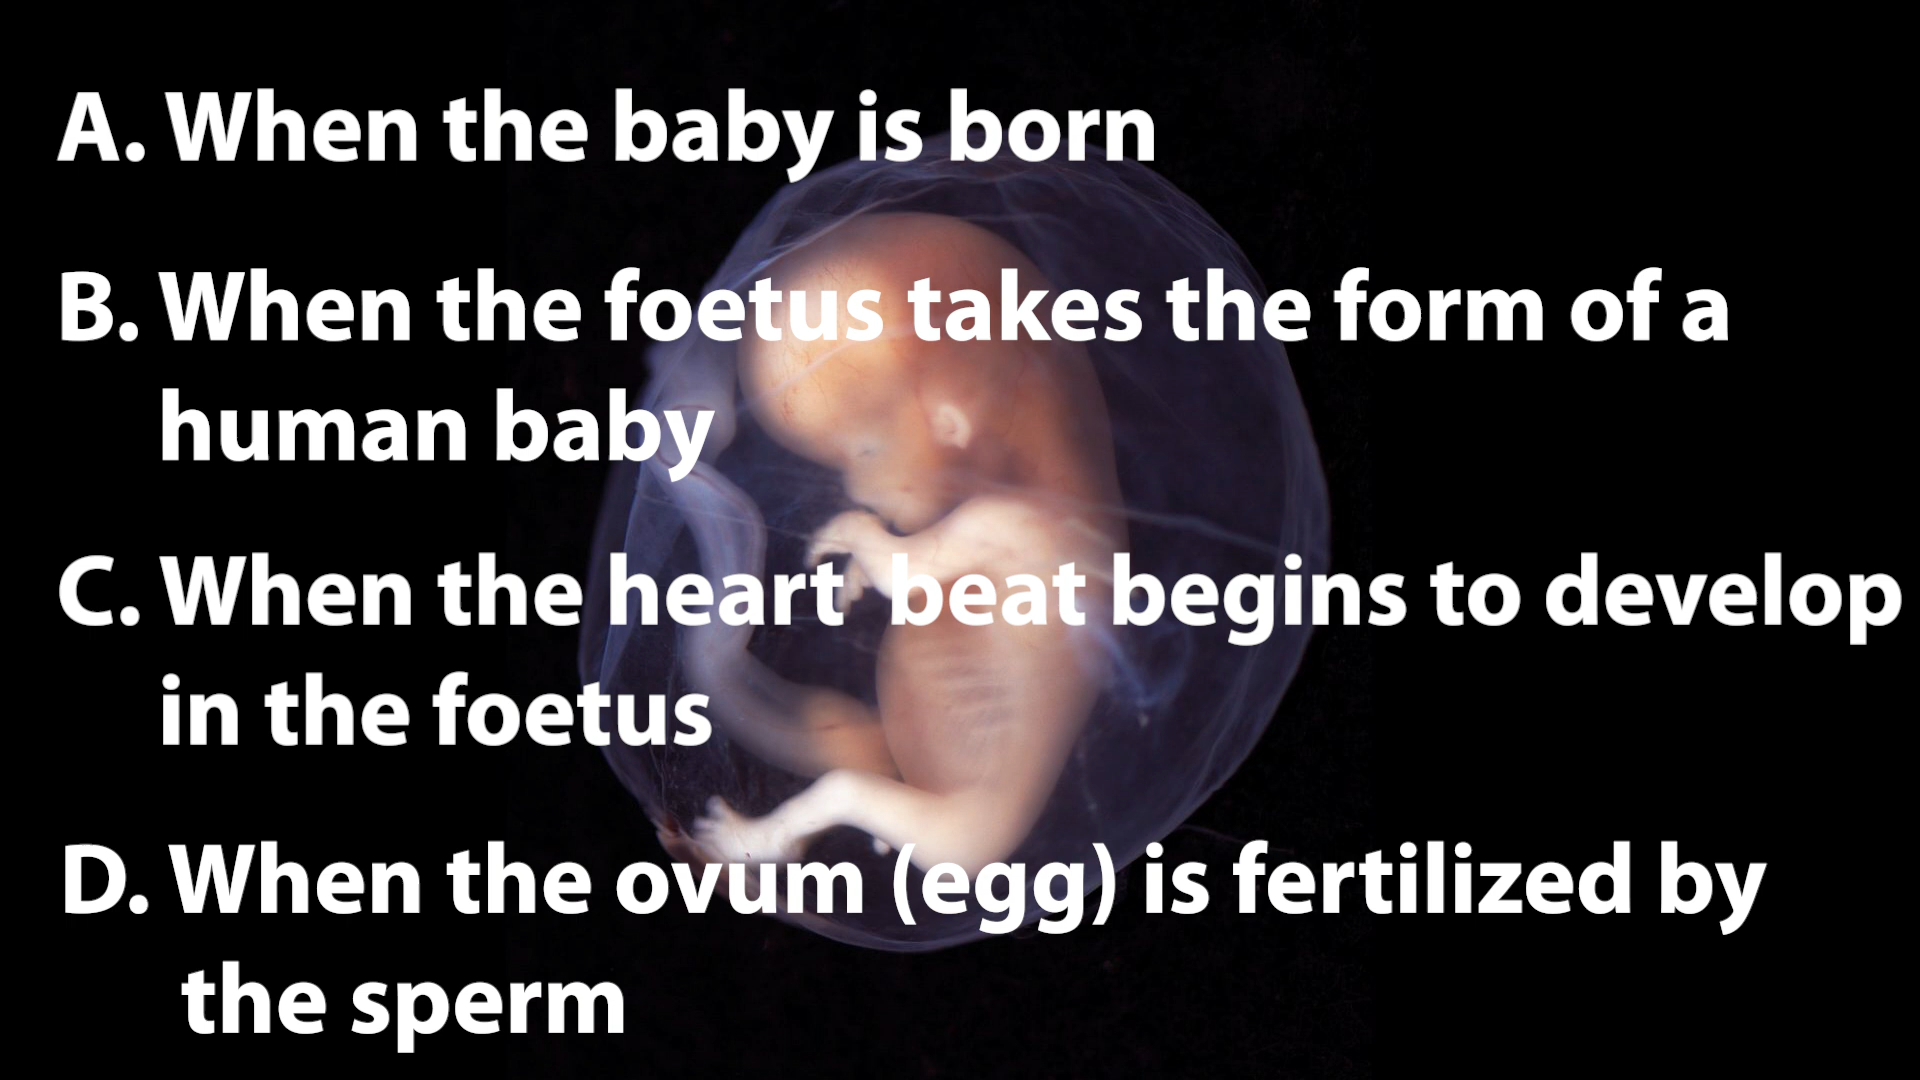 A. When the baby is born
B. When the foetus takes the form of a
human baby
C. When the heart beat begins to develop
in the foetus
D. When the ovum (egg) is fertilized by
the sperm